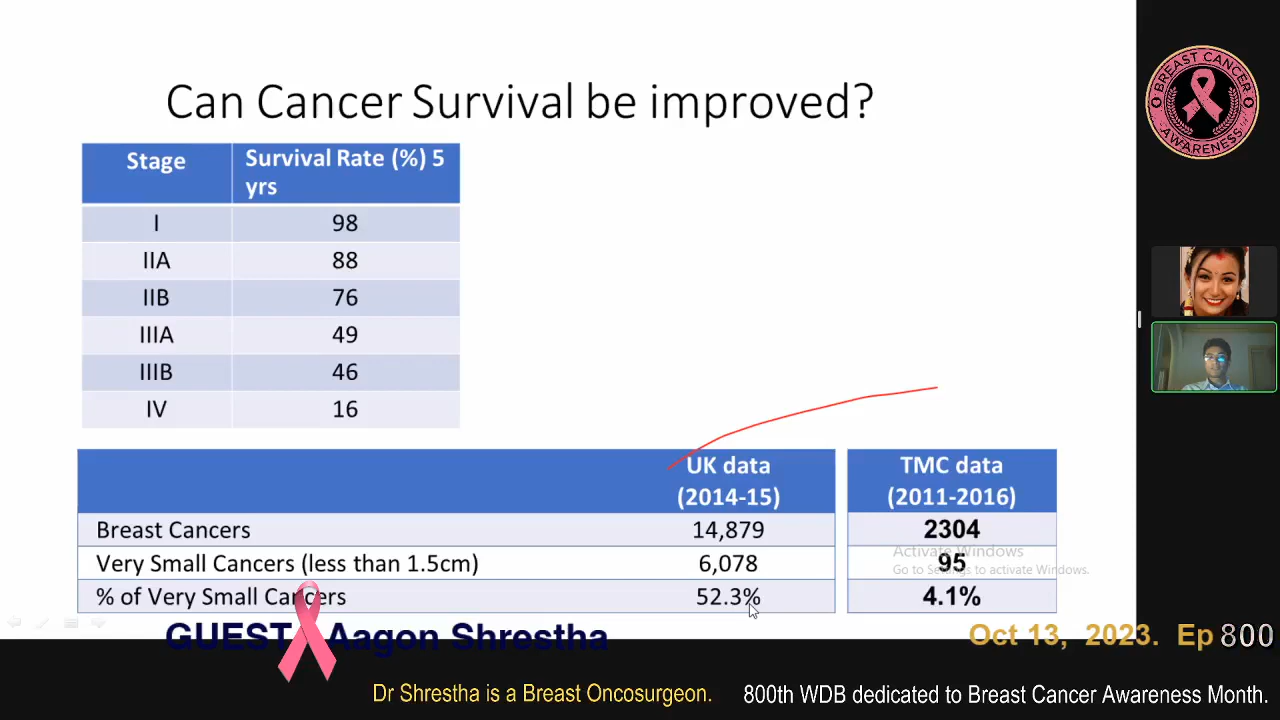 Can Cancer Survival be improved?
Stage Survival Rate (%) 5 yrs
I 98
IIA 88
IIB 76
IIIA 49
IIIB 46
IV 16
UK data (2014-15) TMC data (2011-2016)
Breast Cancers 14,879 2304
Very Small Cancers (less than 1.5cm) 6,078 95
% of Very Small Cancers 52.3% 4.1%
Activate Windows
Go to Settings to activate Windows.
BREAST CANCER
AWARENESS
GUEST Aagon Shrestha
Oct 13, 2023. Ep 800
Dr Shrestha is a Breast Oncosurgeon. 800th WDB dedicated to Breast Cancer Awareness Month.